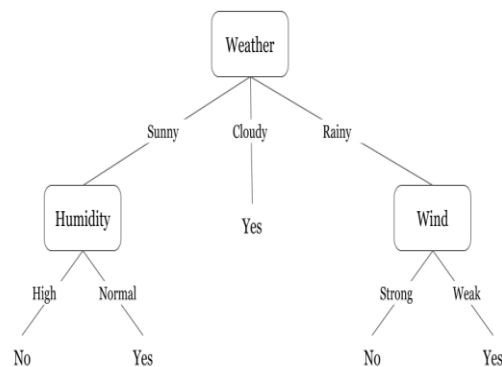 Weather
Sunny
Cloudy
Rainy
Humidity
Yes
Wind
High
Normal
Strong
Weak
No
Yes
No
Yes